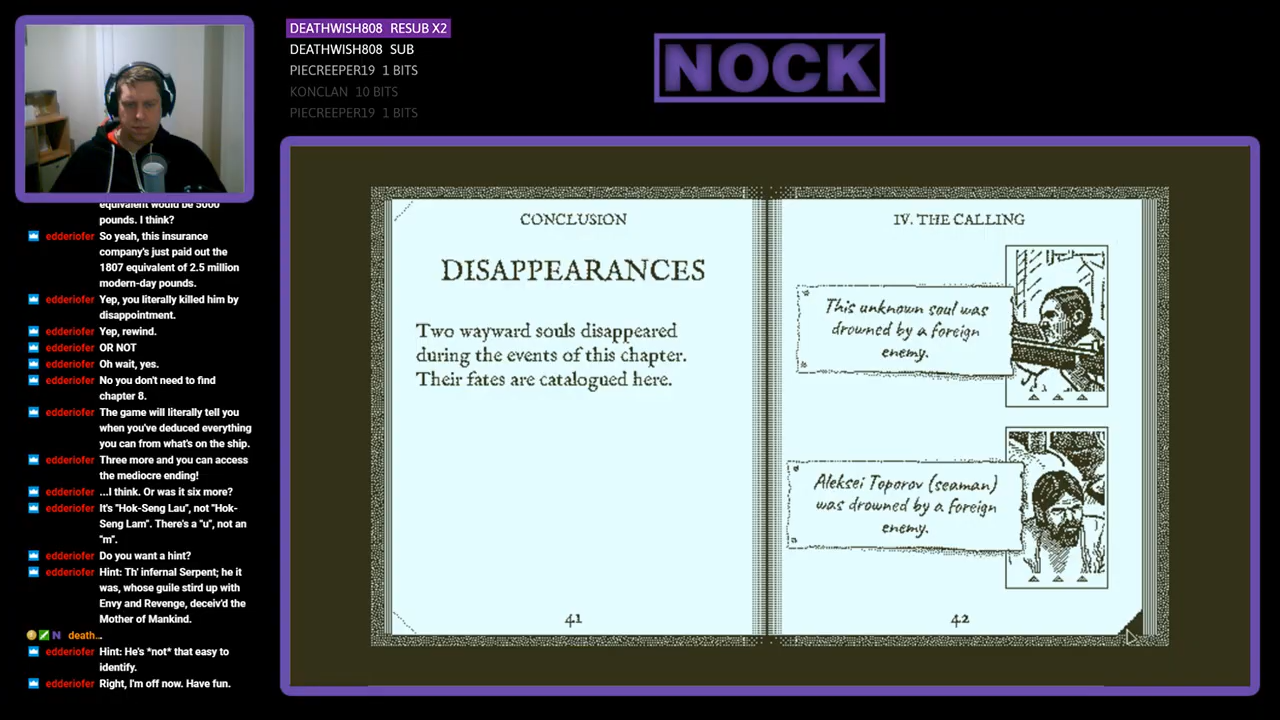 DEATHWISH808 RESUB X2
DEATHWISH808 SUB
PIECREEPER19 1 BITS
KONCLAN 10 BITS
PIECREEPER19 1 BITS
NOCK
equivalent would be 5000
pounds. I think?
edderiofer So yeah, this insurance
company's just paid out the
1807 equivalent of 2.5 million
modern-day pounds.
edderiofer Yep, you literally killed him by
disappointment.
edderiofer Yep, rewind.
edderiofer OR NOT
edderiofer Oh wait, yes.
edderiofer No you don't need to find
chapter 8.
edderiofer The game will literally tell you
when you've deduced everything
you can from what's on the ship.
edderiofer Three more and you can access
the mediocre ending!
edderiofer ...I think. Or was it six more?
edderiofer It's "Hok-Seng Lau", not "Hok-
Seng Lam". There's a "u", not an
"m".
edderiofer Do you want a hint?
edderiofer Hint: Th' infernal Serpent; he it
was, whose guile stird up with
Envy and Revenge, deceiv'd the
Mother of Mankind.
N death…
edderiofer Hint: He's *not* that easy to
identify.
edderiofer Right, I'm off now. Have fun.
CONCLUSION
DISAPPEARANCES
Two wayward souls disappeared
during the events of this chapter.
Their fates are catalogued here.
41
IV. THE CALLING
This unknown soul was
drowned by a foreign
enemy.
Aleksei Toporov (seaman)
was drowned by a foreign
enemy.
42